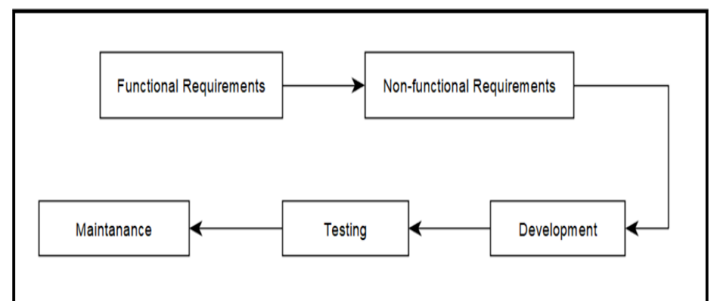 Functional Requirements
Non-functional Requirements
Development
Testing
Maintanance